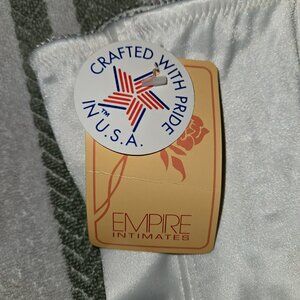 CRAFTED WITH PRIDE
IN U.S.A.
TM
EMPIRE
INTIMATES